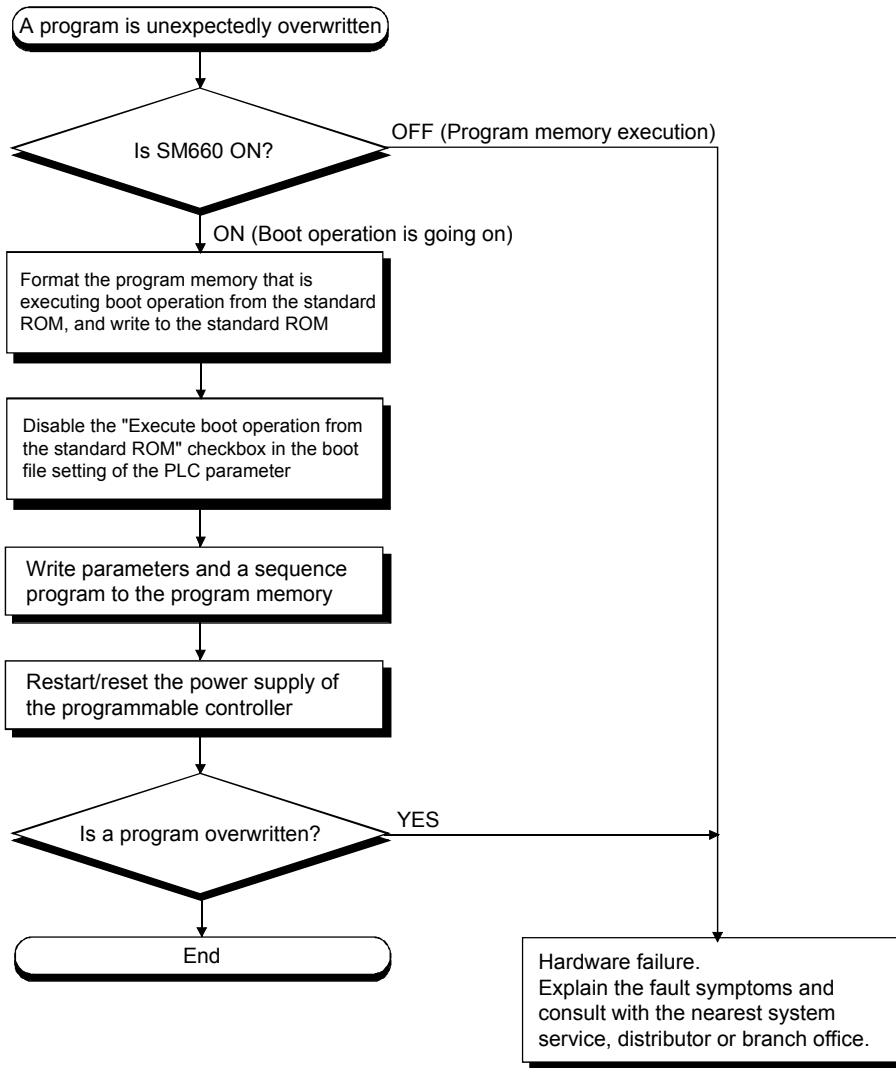 A program is unexpectedly overwritten
Is SM660 ON?
OFF (Program memory execution)
ON (Boot operation is going on)
Format the program memory that is
executing boot operation from the standard
ROM, and write to the standard ROM
Disable the "Execute boot operation from
the standard ROM" checkbox in the boot
file setting of the PLC parameter
Write parameters and a sequence
program to the program memory
Restart/reset the power supply of
the programmable controller
Is a program overwritten?
YES
End
Hardware failure.
Explain the fault symptoms and
consult with the nearest system
service, distributor or branch office.